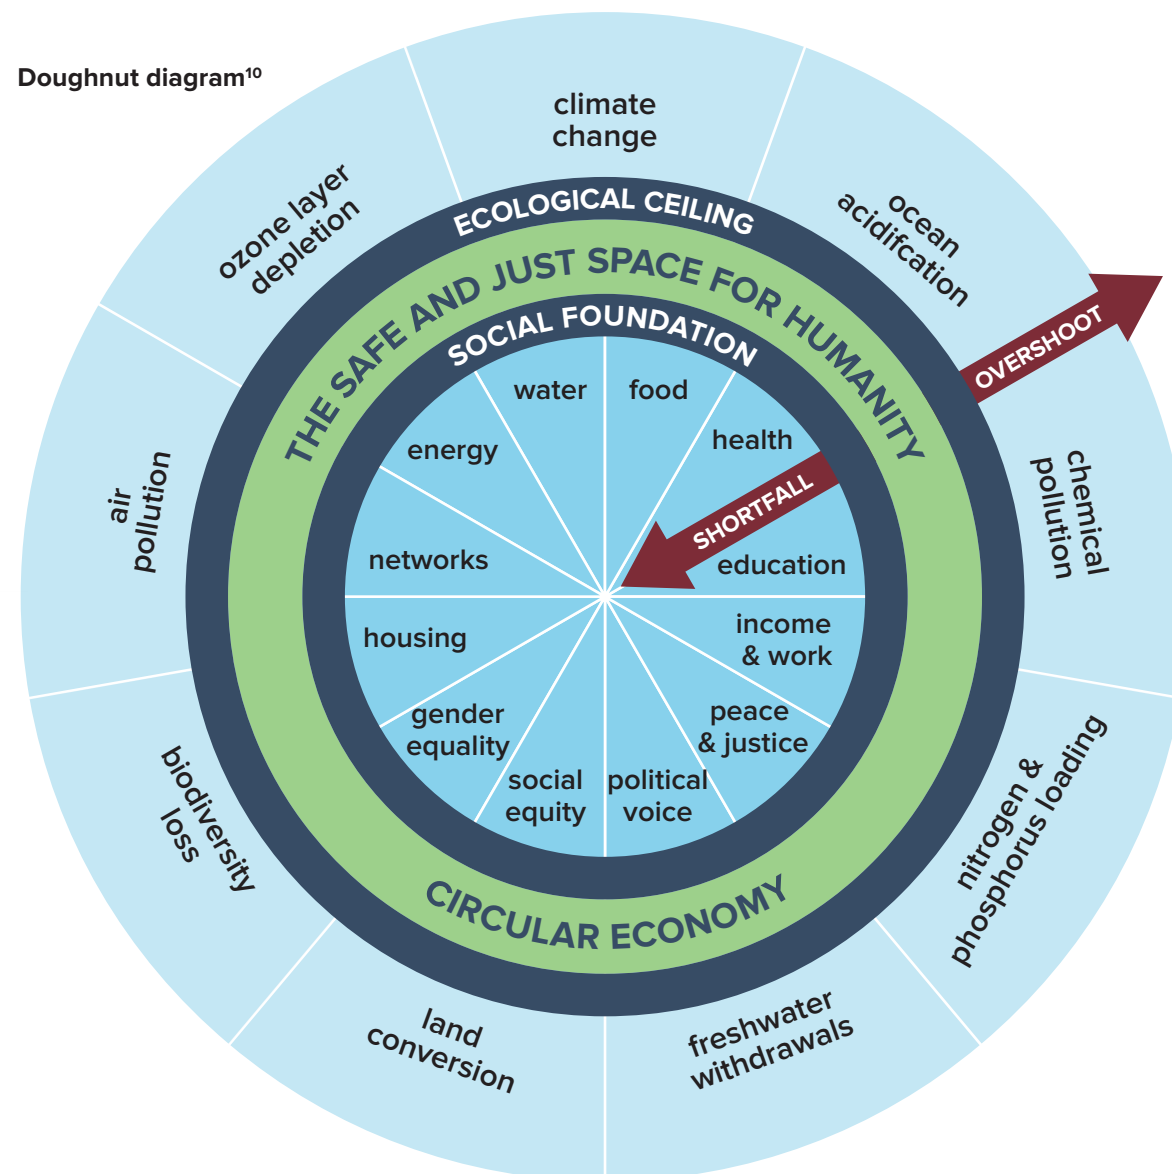 Doughnut diagram¹⁰
climate
change
ozone layer
depletion
ocean
acidifcation
ECOLOGICAL CEILING
THE SAFE AND JUST SPACE FOR HUMANITY
SOCIAL FOUNDATION
OVERSHOOT
water
food
energy
health
SHORTFALL
air
pollution
chemical
pollution
networks
education
housing
income
& work
gender
equality
peace
& justice
social
equity
political
voice
biodiversity
loss
nitrogen &
phosphorus loading
CIRCULAR ECONOMY
land
conversion
freshwater
withdrawals